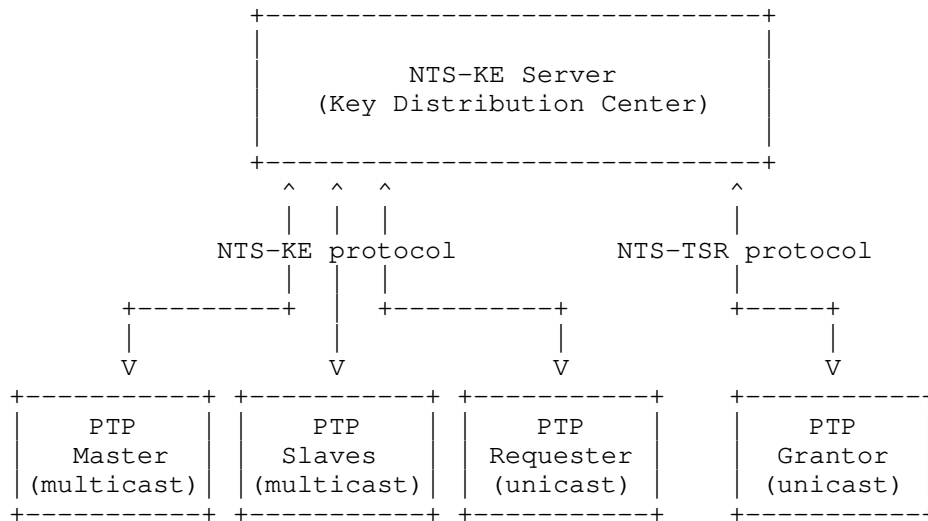 NTS-KE Server
(Key Distribution Center)
NTS-KE protocol NTS-TSR protocol
PTP PTP PTP PTP
Master Slaves Requester Grantor
(multicast) (multicast) (unicast) (unicast)